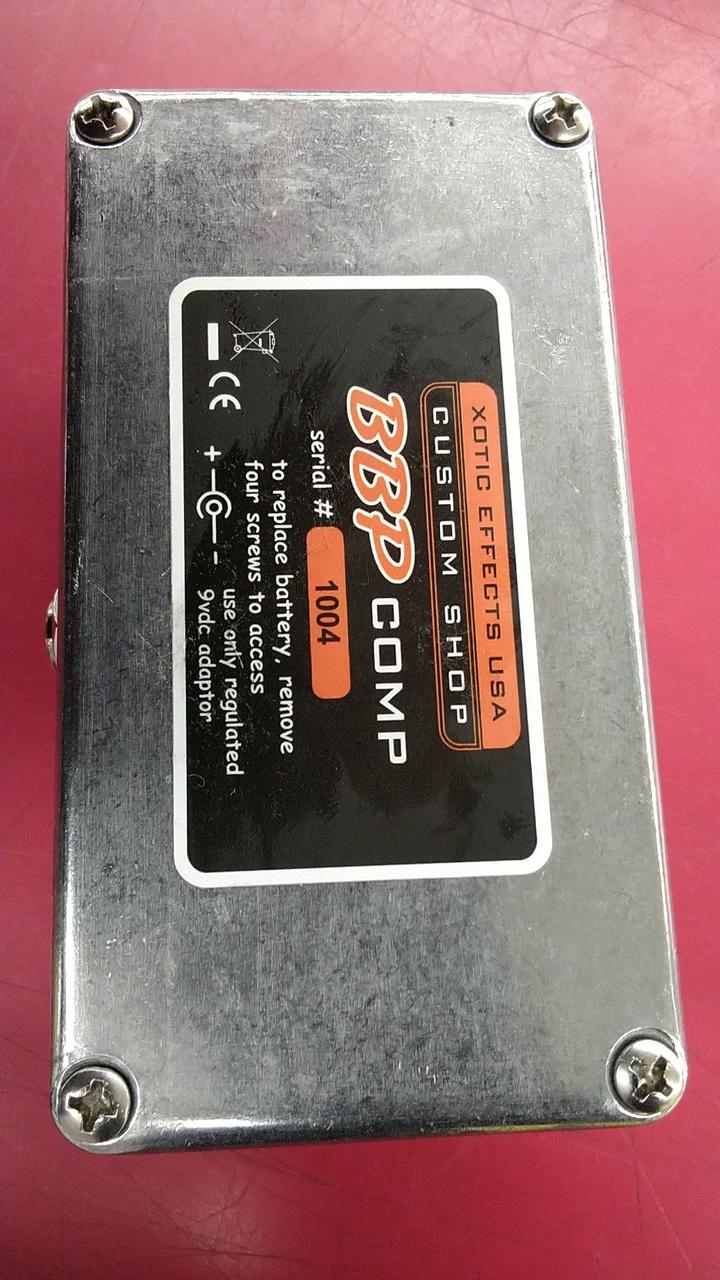 XOTIC EFFECTS USA
CUSTOM SHOP
BBP COMP
serial # 1004
to replace battery, remove
four screws to access
use only regulated
+ - 9vdc adaptor
CE